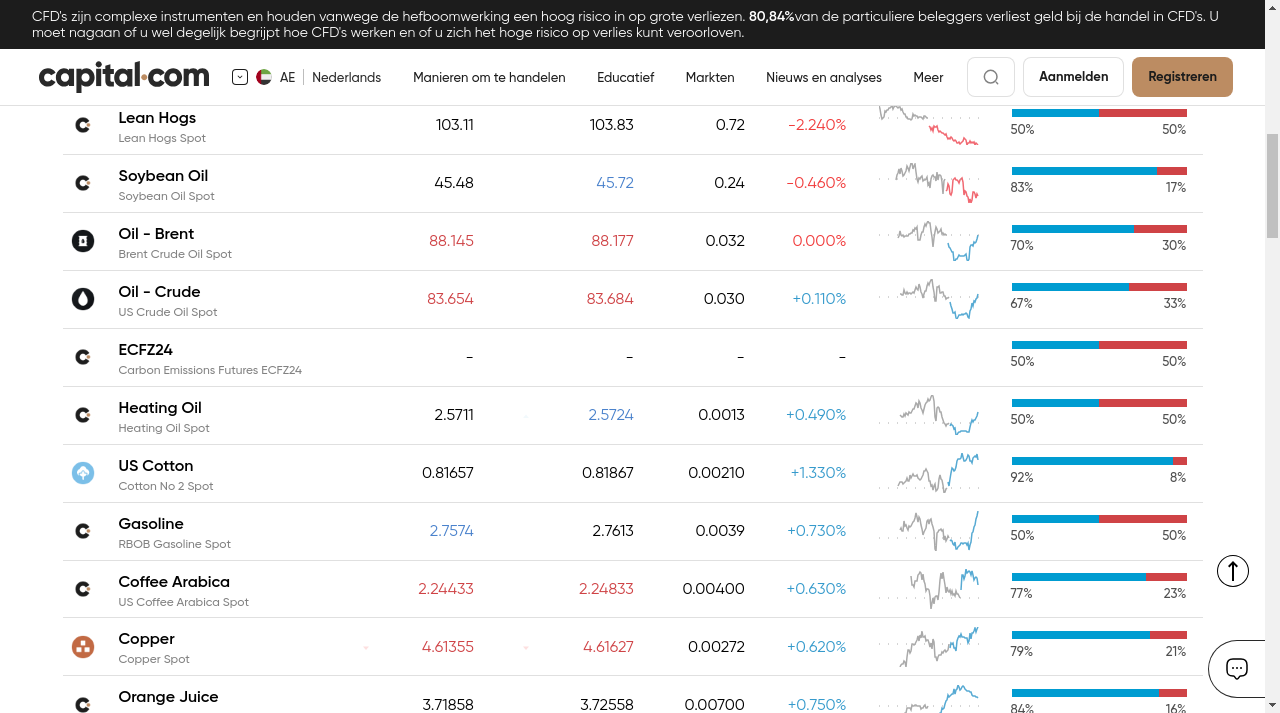 CFD's zijn complexe instrumenten en houden vanwege de hefboomwerking een hoog risico in op grote verliezen. 80,84%van de particuliere beleggers verliest geld bij de handel in CFD's. U
moet nagaan of u wel degelijk begrijpt hoe CFD's werken en of u zich het hoge risico op verlies kunt veroorloven.
capital.com AE Nederlands Manieren om te handelen Educatief Markten Nieuws en analyses Meer Aanmelden Registreren
Lean Hogs 103.11 103.83 0.72 -2.240%
Lean Hogs Spot 50% 50%
Soybean Oil 45.48 45.72 0.24 -0.460%
Soybean Oil Spot 83% 17%
Oil - Brent 88.145 88.177 0.032 0.000%
Brent Crude Oil Spot 70% 30%
Oil - Crude 83.654 83.684 0.030 +0.110%
US Crude Oil Spot 67% 33%
ECFZ24 - - - -
Carbon Emissions Futures ECFZ24 50% 50%
Heating Oil 2.5711 2.5724 0.0013 +0.490%
Heating Oil Spot 50% 50%
US Cotton 0.81657 0.81867 0.00210 +1.330%
Cotton No 2 Spot 92% 8%
Gasoline 2.7574 2.7613 0.0039 +0.730%
RBOB Gasoline Spot 50% 50%
Coffee Arabica 2.24433 2.24833 0.00400 +0.630%
US Coffee Arabica Spot 77% 23%
Copper 4.61355 4.61627 0.00272 +0.620%
Copper Spot 79% 21%
Orange Juice 3.71858 3.72558 0.00700 +0.750%
84% 16%